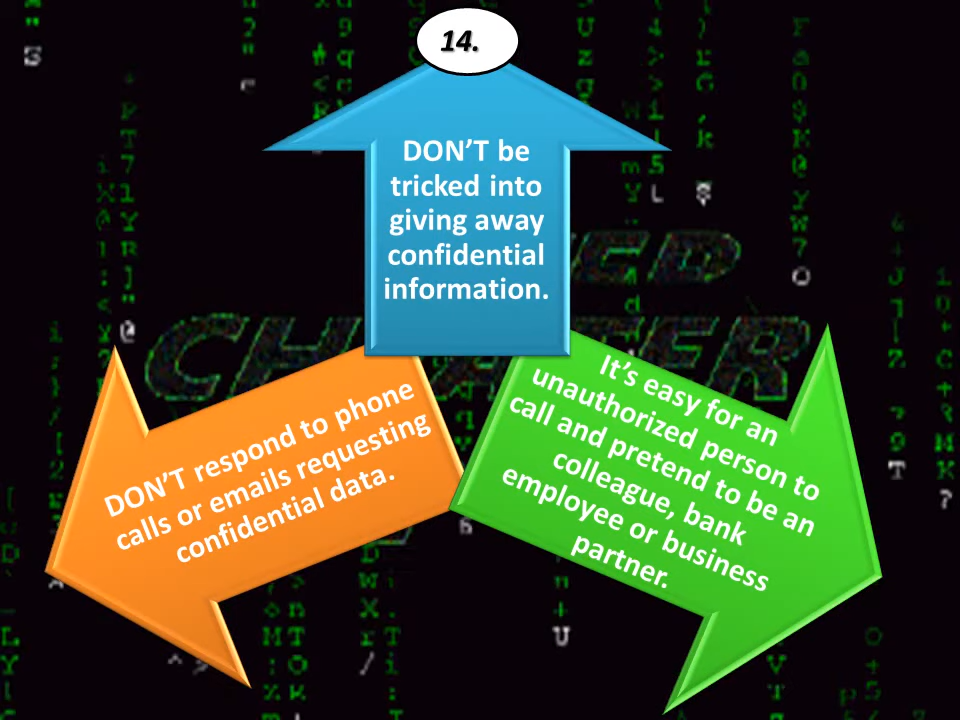 14.
DON'T be
tricked into
giving away
confidential
information.
DON'T respond to phone
calls or emails requesting
confidential data.
It's easy for an
unauthorized person to
call and pretend to be an
colleague, bank
employee or business
partner.